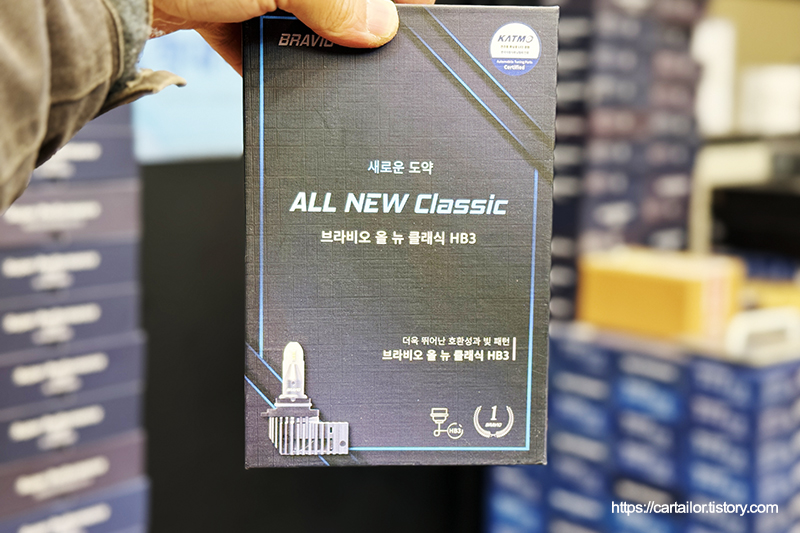 BRAVIO
KATMO
Automobile Tuning Parts
Certified
새로운 도약
ALL NEW Classic
브라비오 올 뉴 클래식 HB3
더욱 뛰어난 호환성과 빛 패턴
브라비오 올 뉴 클래식 HB3
HB3
1
BRAVIO
https://cartailor.tistory.com